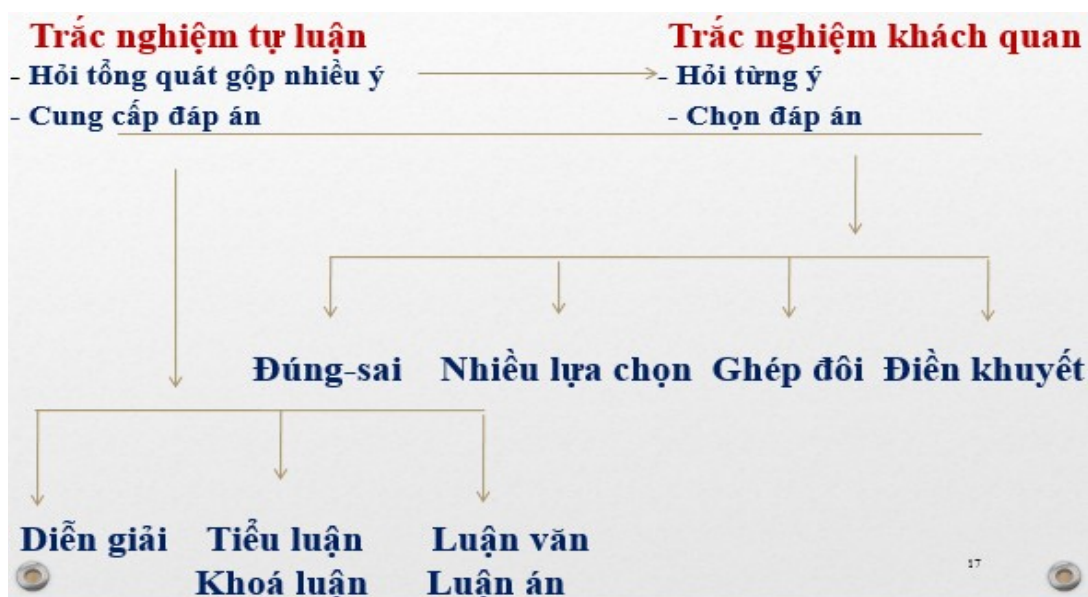 Trắc nghiệm tự luận
- Hỏi tổng quát gộp nhiều ý
- Cung cấp đáp án
Trắc nghiệm khách quan
- Hỏi từng ý
- Chọn đáp án
Đúng-sai
Nhiều lựa chọn
Ghép đôi
Điền khuyết
Diễn giải
Tiểu luận
Khoá luận
Luận văn
Luận án
17